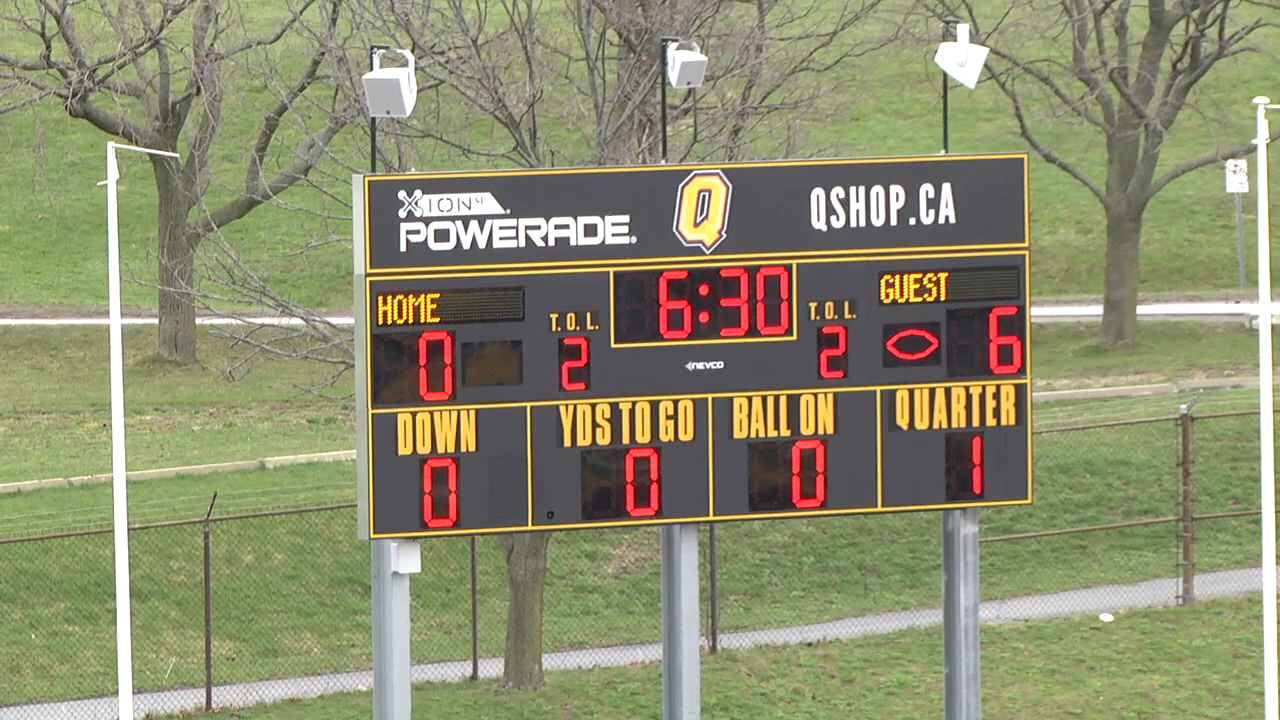 ION4
POWERADE
Q
QSHOP.CA
HOME
6:30
GUEST
T.O.L.
T.O.L.
0
2
2
6
NEVCO
DOWN
YDS TO GO
BALL ON
QUARTER
0
0
0
1